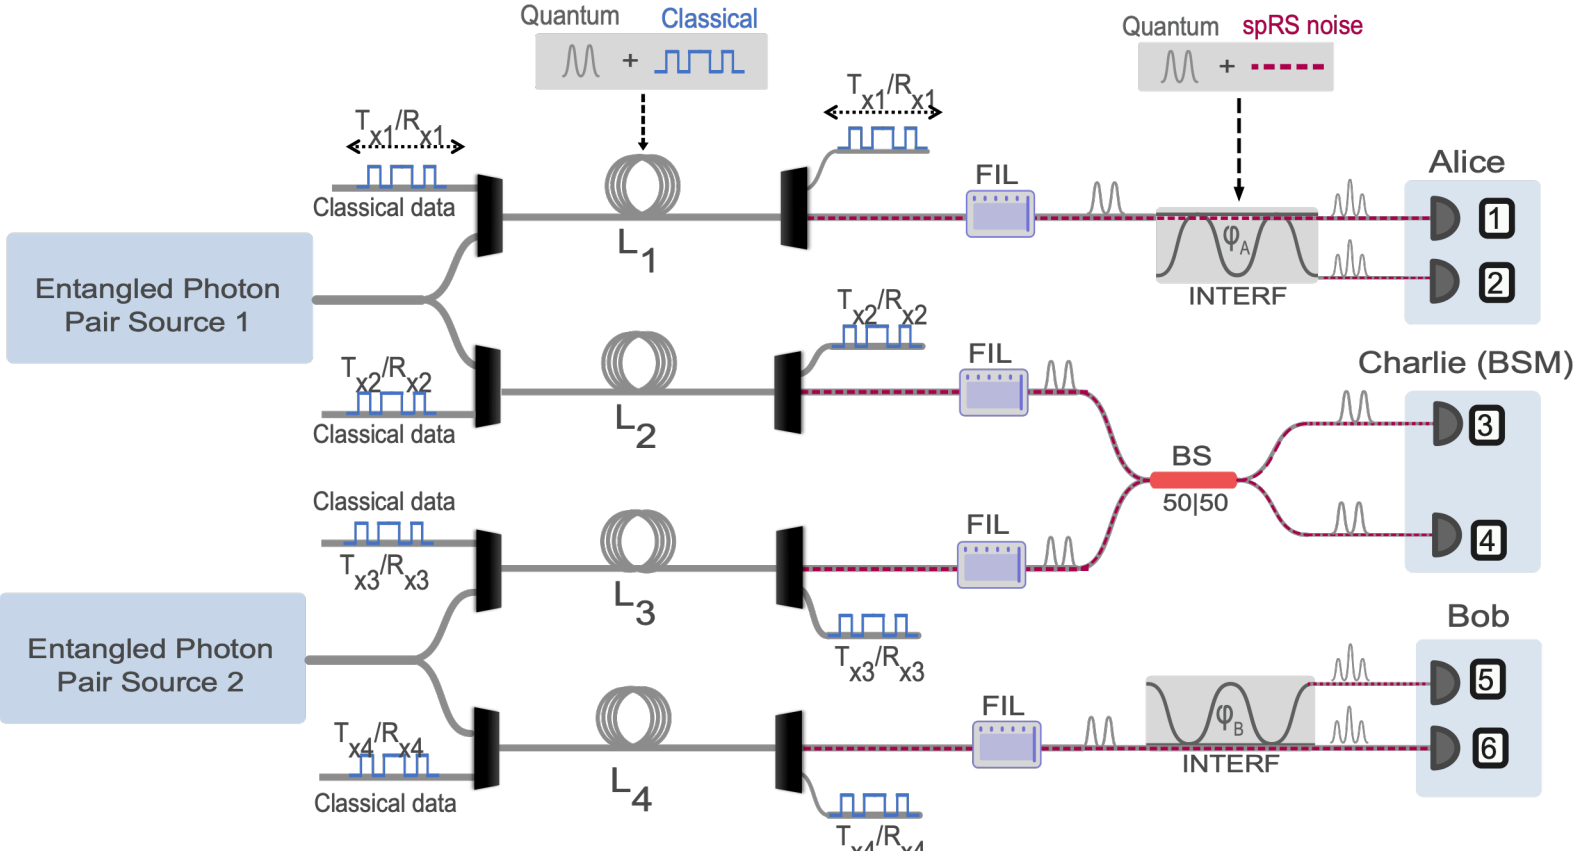 Quantum Classical
+
Quantum spRS noise
+
Tx1/Rx1
Tx1/Rx1
Classical data
L1
FIL
φA
INTERF
Alice
1
2
Entangled Photon
Pair Source 1
Tx2/Rx2
Classical data
L2
Tx2/Rx2
FIL
Charlie (BSM)
3
BS
50|50
4
Classical data
Tx3/Rx3
L3
FIL
Tx3/Rx3
Entangled Photon
Pair Source 2
Bob
5
Tx4/Rx4
Classical data
L4
FIL
φB
INTERF
6
Tx4/Rx4